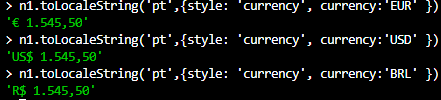 > n1.toLocaleString('pt',{style: 'currency', currency:'EUR' })
'€ 1.545,50'
> n1.toLocaleString('pt',{style: 'currency', currency:'USD' })
'US$ 1.545,50'
> n1.toLocaleString('pt',{style: 'currency', currency:'BRL' })
'R$ 1.545,50'